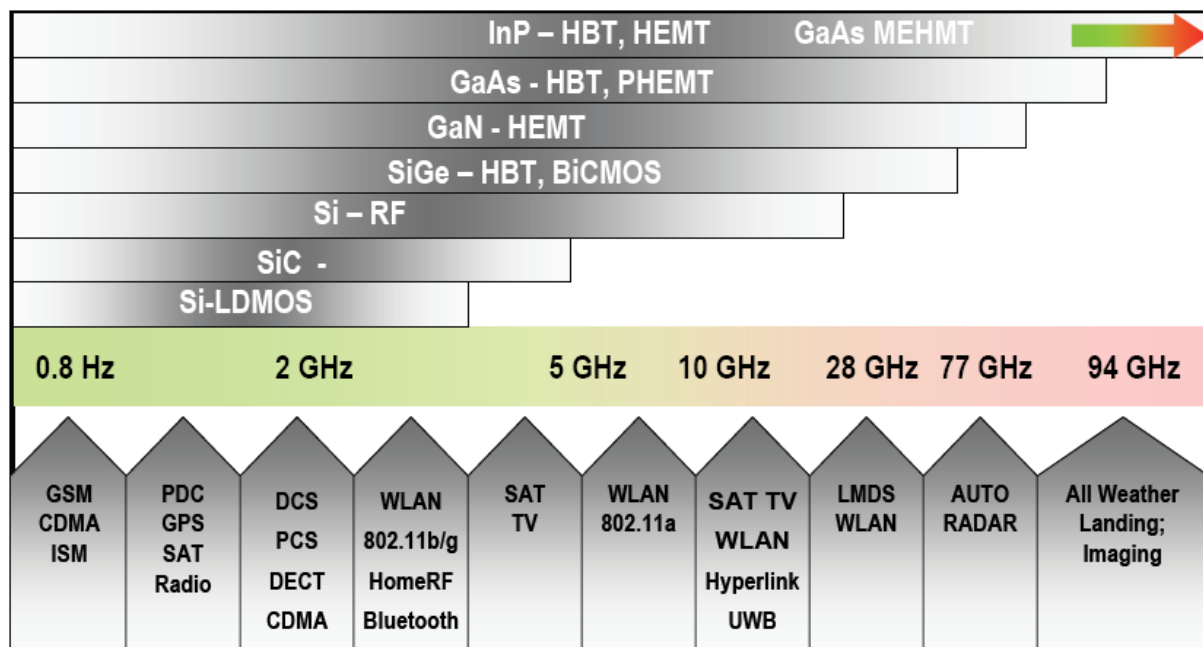 InP – HBT, HEMT GaAs MEHMT
GaAs - HBT, PHEMT
GaN - HEMT
SiGe – HBT, BiCMOS
Si – RF
SiC -
Si-LDMOS
0.8 Hz 2 GHz 5 GHz 10 GHz 28 GHz 77 GHz 94 GHz
GSM
CDMA
ISM
PDC
GPS
SAT
Radio
DCS
PCS
DECT
CDMA
WLAN
802.11b/g
HomeRF
Bluetooth
SAT
TV
WLAN
802.11a
SAT TV
WLAN
Hyperlink
UWB
LMDS
WLAN
AUTO
RADAR
All Weather
Landing;
Imaging